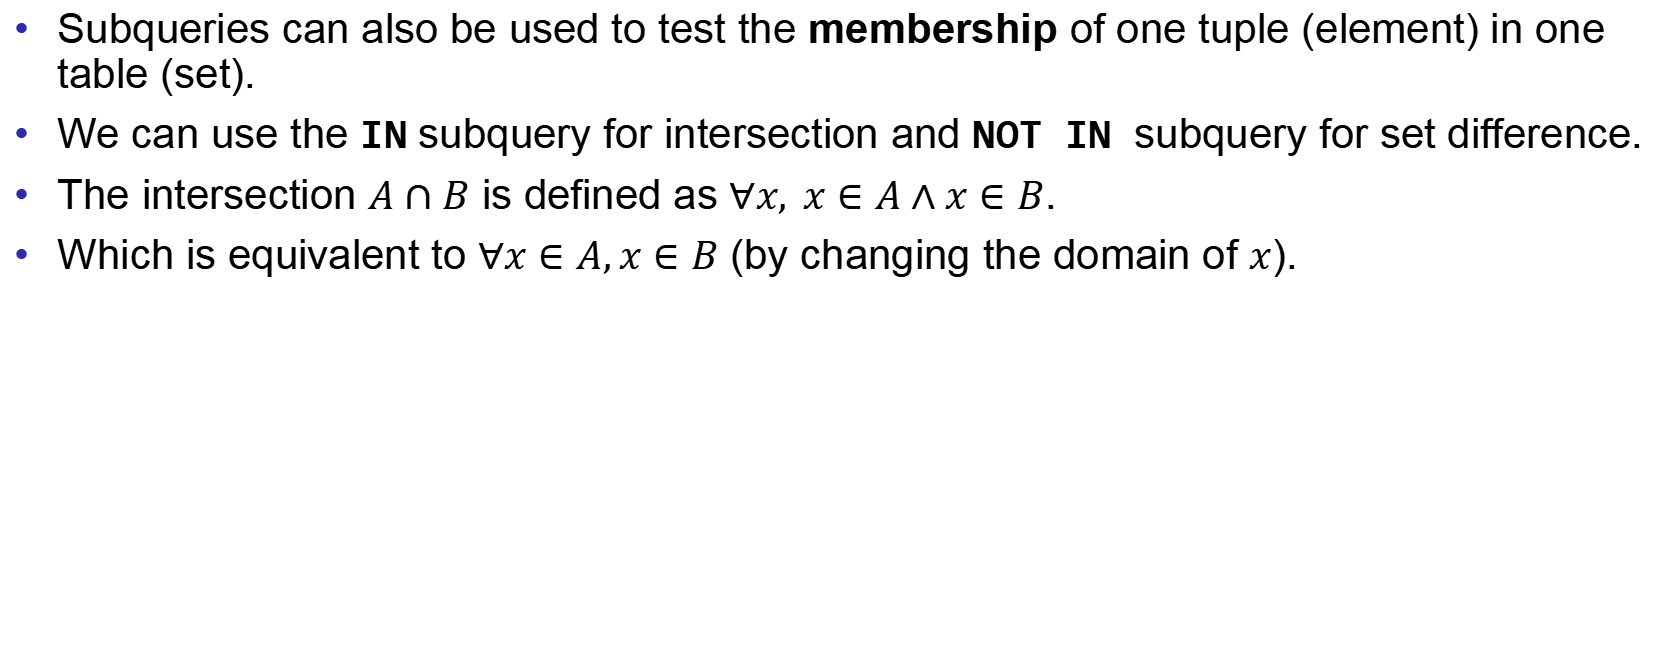 • Subqueries can also be used to test the membership of one tuple (element) in one
table (set).
• We can use the IN subquery for intersection and NOT IN subquery for set difference.
• The intersection A ∩ B is defined as ∀x, x ∈ A ∧ x ∈ B.
• Which is equivalent to ∀x ∈ A, x ∈ B (by changing the domain of x).